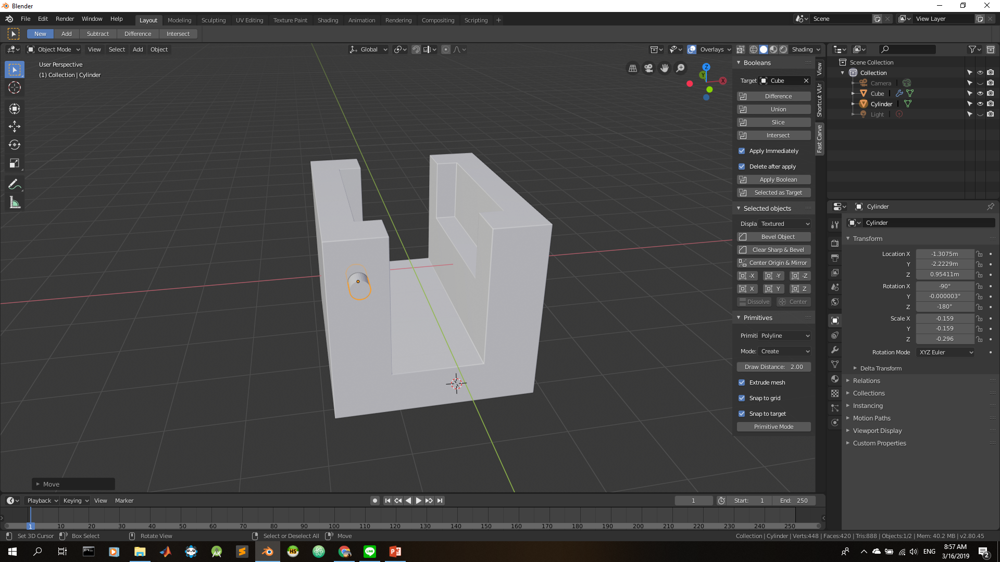 Blender
File Edit Render Window Help Layout Modeling Sculpting UV Editing Texture Paint Shading Animation Rendering Compositing Scripting + Scene View Layer
New Add Subtract Difference Intersect
Object Mode View Select Add Object Global Overlays Shading
User Perspective
(1) Collection | Cylinder
Z
Y
X
Booleans
Target Cube
Difference
Union
Slice
Intersect
Apply Immediately
Delete after apply
Apply Boolean
Selected as Target
Selected objects
Displa Textured
Bevel Object
Clear Sharp & Bevel
Center Origin & Mirror
-X -Y -Z
X Y Z
Dissolve Center
Primitives
Primiti Polyline
Mode: Create
Draw Distance: 2.00
Extrude mesh
Snap to grid
Snap to target
Primitive Mode
View
Shortcut VUr
Fast Carve
Scene Collection
Collection
Camera
Cube
Cylinder
Light
Cylinder
Cylinder
Transform
Location X -1.3075m
Y -2.2229m
Z 0.95411m
Rotation X -90°
Y -0.000003°
Z -180°
Scale X -0.159
Y -0.159
Z -0.296
Rotation Mode XYZ Euler
Delta Transform
Relations
Collections
Instancing
Motion Paths
Viewport Display
Custom Properties
Move
Playback Keying View Marker 1 Start: 1 End: 250
1 10 20 30 40 50 60 70 80 90 100 110 120 130 140 150 160 170 180 190 200 210 220 230 240 250
Set 3D Cursor Box Select Rotate View Select or Deselect All Move Collection | Cylinder | Verts:448 | Faces:420 | Tris:888 | Objects:1/2 | Mem: 40.2 MB | v2.80.45
HS LINE ENG 8:57 AM
3/16/2019
2